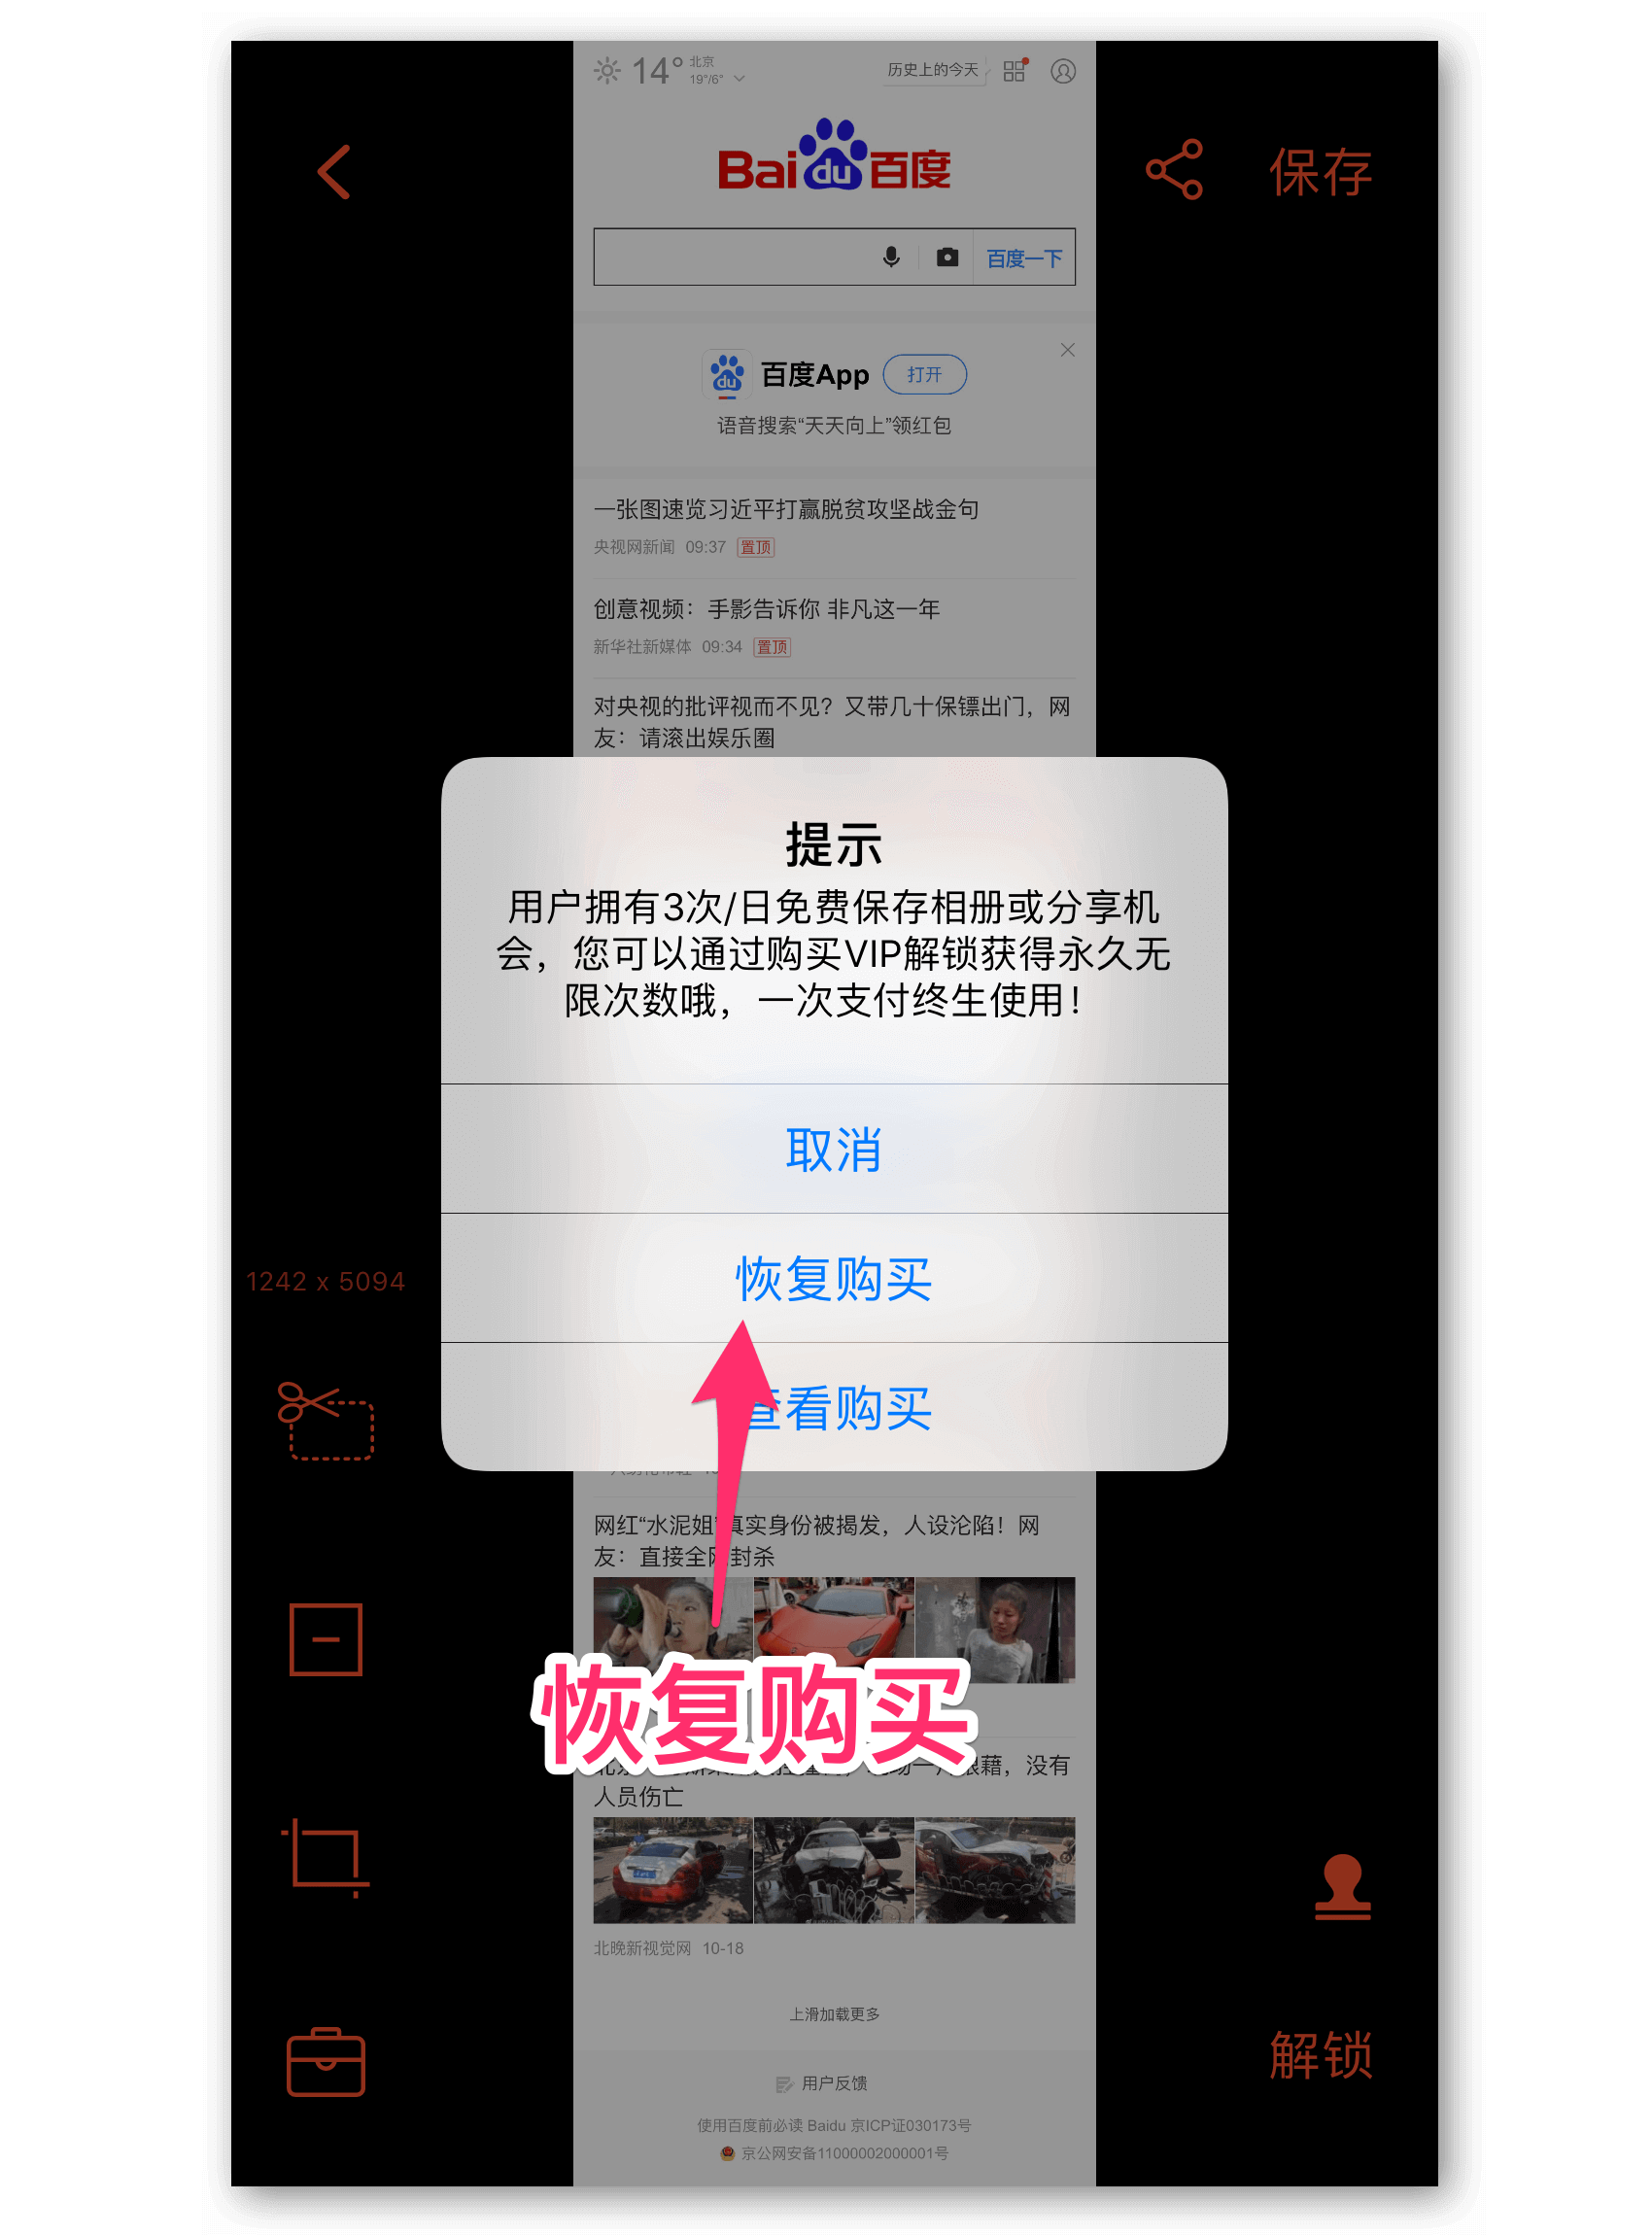 14°
北京
19°/6°
历史上的今天
保存
Bai du 百度
百度一下
du
百度App
打开
语音搜索“天天向上”领红包
一张图速览习近平打赢脱贫攻坚战金句
央视网新闻 09:37 置顶
创意视频：手影告诉你 非凡这一年
新华社新媒体 09:34 置顶
对央视的批评视而不见？又带几十保镖出门，网
友：请滚出娱乐圈
提示
用户拥有3次/日免费保存相册或分享机
会，您可以通过购买VIP解锁获得永久无
限次数哦，一次支付终生使用！
取消
恢复购买
1242 x 5094
查看购买
网红“水泥姐”真实身份被揭发，人设沦陷！网
友：直接全网封杀
恢复购买
藉，没有
人员伤亡
北晚新视觉网 10-18
上滑加载更多
解锁
用户反馈
使用百度前必读 Baidu 京ICP证030173号
京公网安备11000002000001号